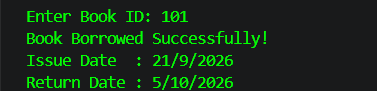 Enter Book ID: 101
Book Borrowed Successfully!
Issue Date  : 21/9/2026
Return Date : 5/10/2026